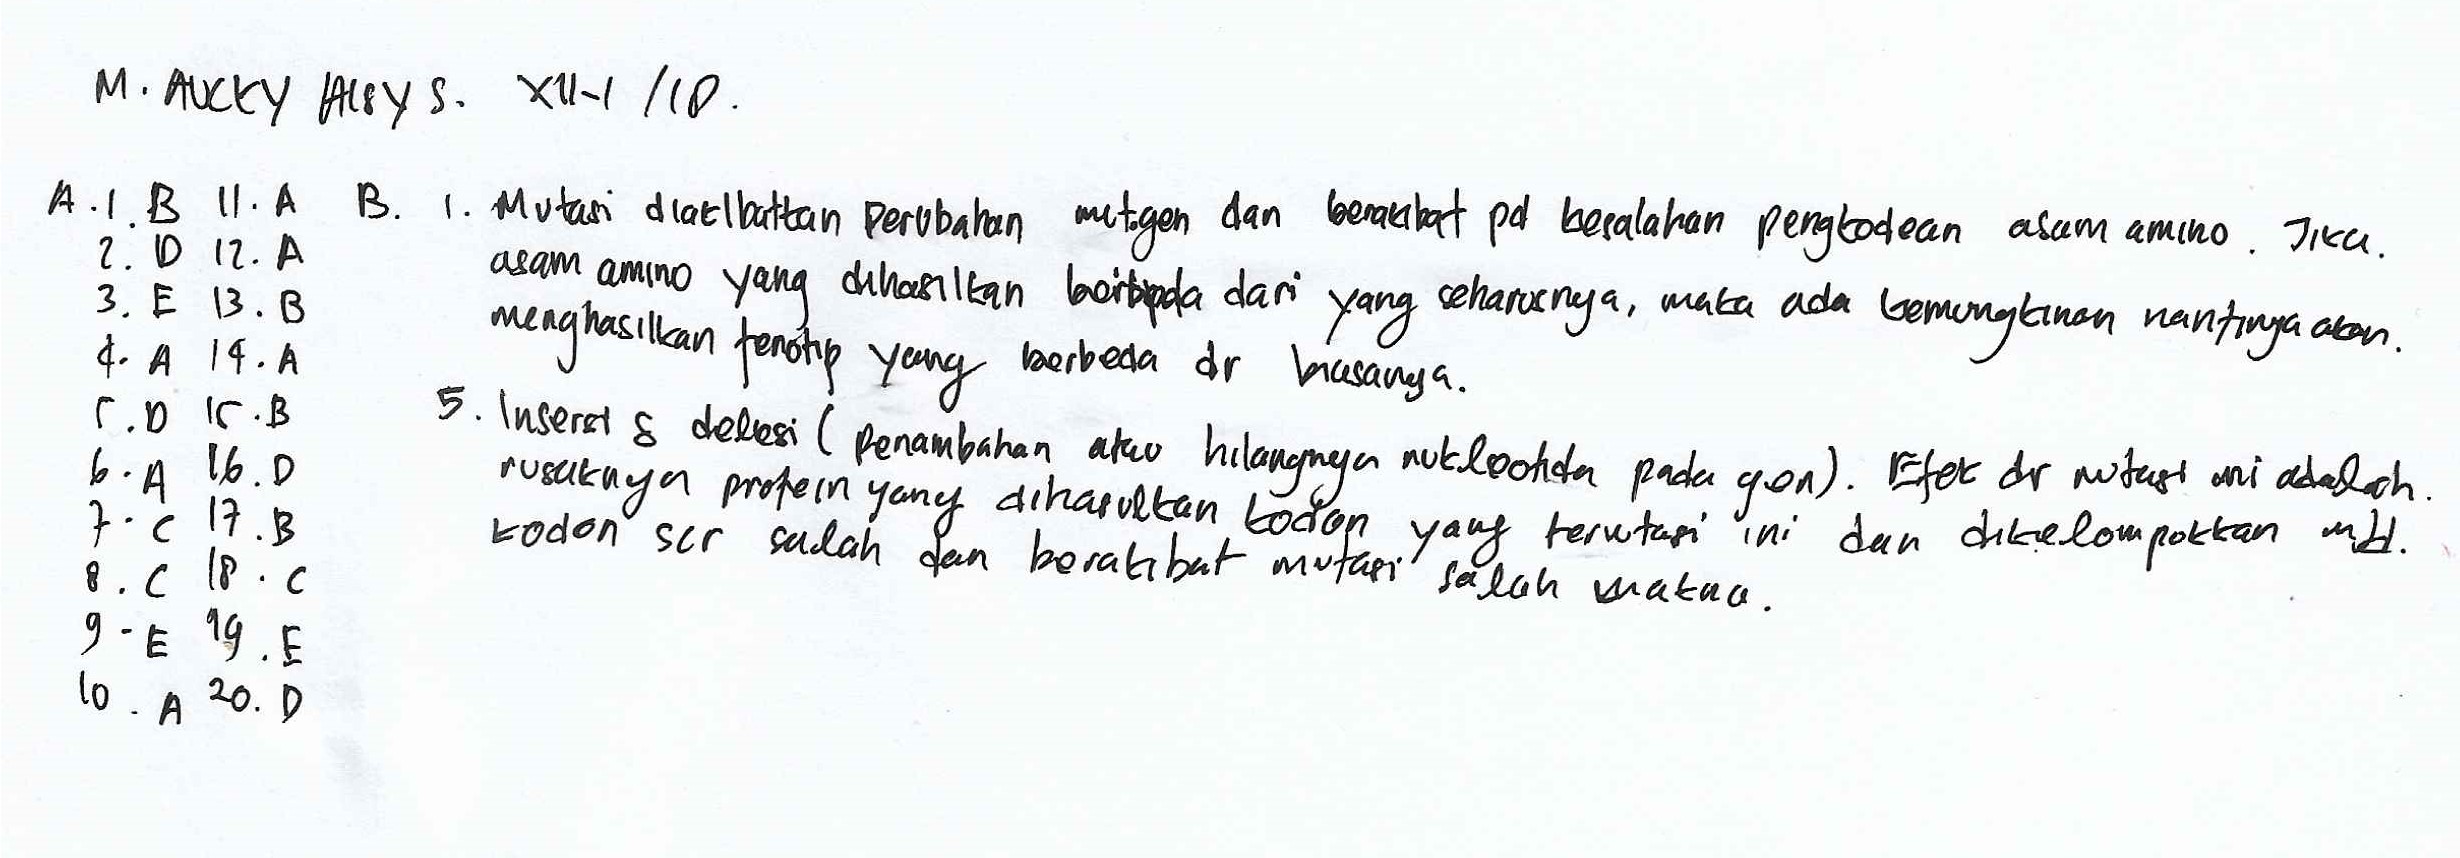 M. AUCKY ALBY S. XII-1 / 10.
A. 1. B 11. A B. 1. Mutasi diakibatkan perubahan mutgen dan berakibat pd kesalahan pengkodean asam amino. Jika.
2. D 12. A asam amino yang dihasilkan berbeda dari yang seharusnya, maka ada kemungkinan nantinya akan.
3. E 13. B menghasilkan fenotip yang berbeda dr biasanya.
4. A 14. A
5. D 15. B 5. Insersi & delesi (penambahan atau hilangnya nukleotida pada gen). Efek dr mutasi ini adalah.
6. A 16. D rusaknya protein yang dihasilkan kodon yang termutasi ini dan dikelompokkan mjd.
7. C 17. B kodon scr salah dan berakibat mutasi salah makna.
8. C 18. C
9. E 19. E
10. A 20. D